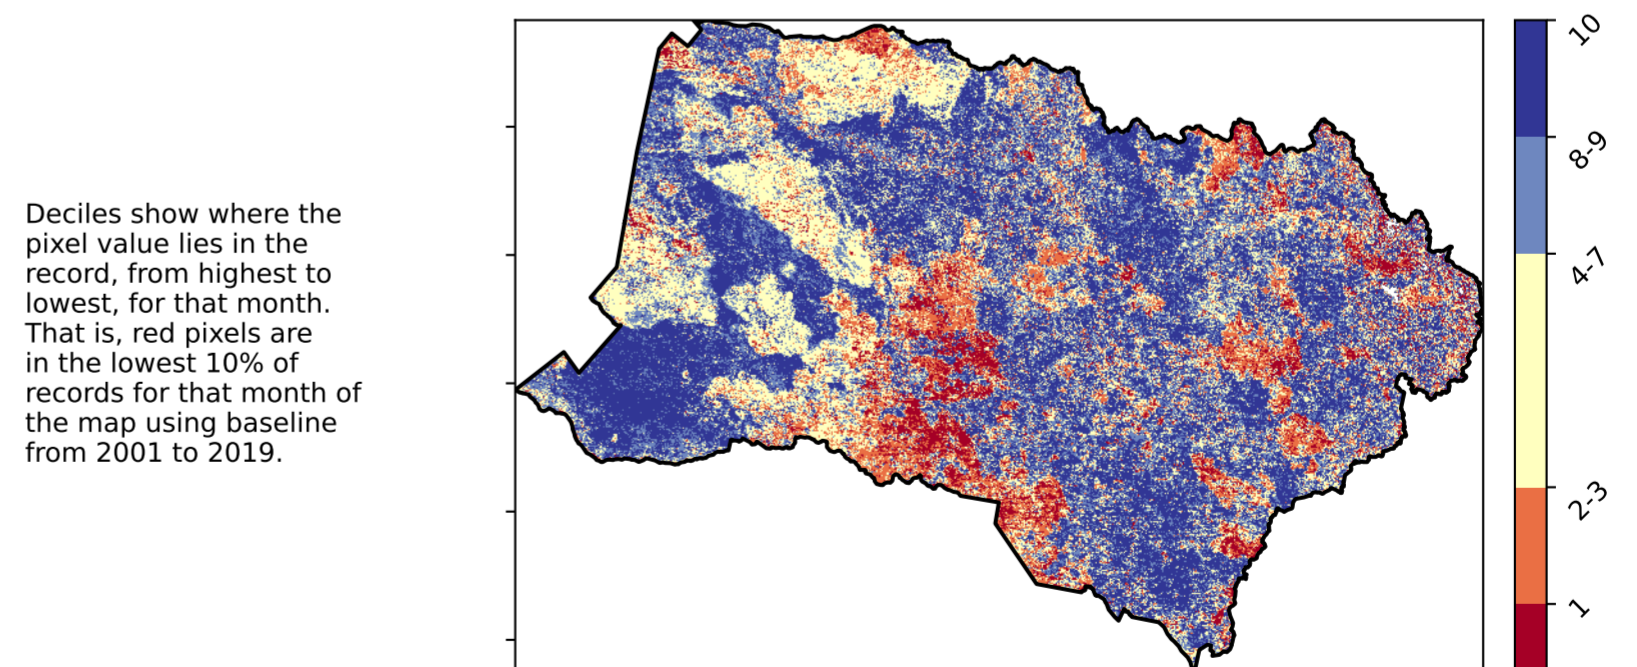 Deciles show where the
pixel value lies in the
record, from highest to
lowest, for that month.
That is, red pixels are
in the lowest 10% of
records for that month of
the map using baseline
from 2001 to 2019.
10
8-9
4-7
2-3
1